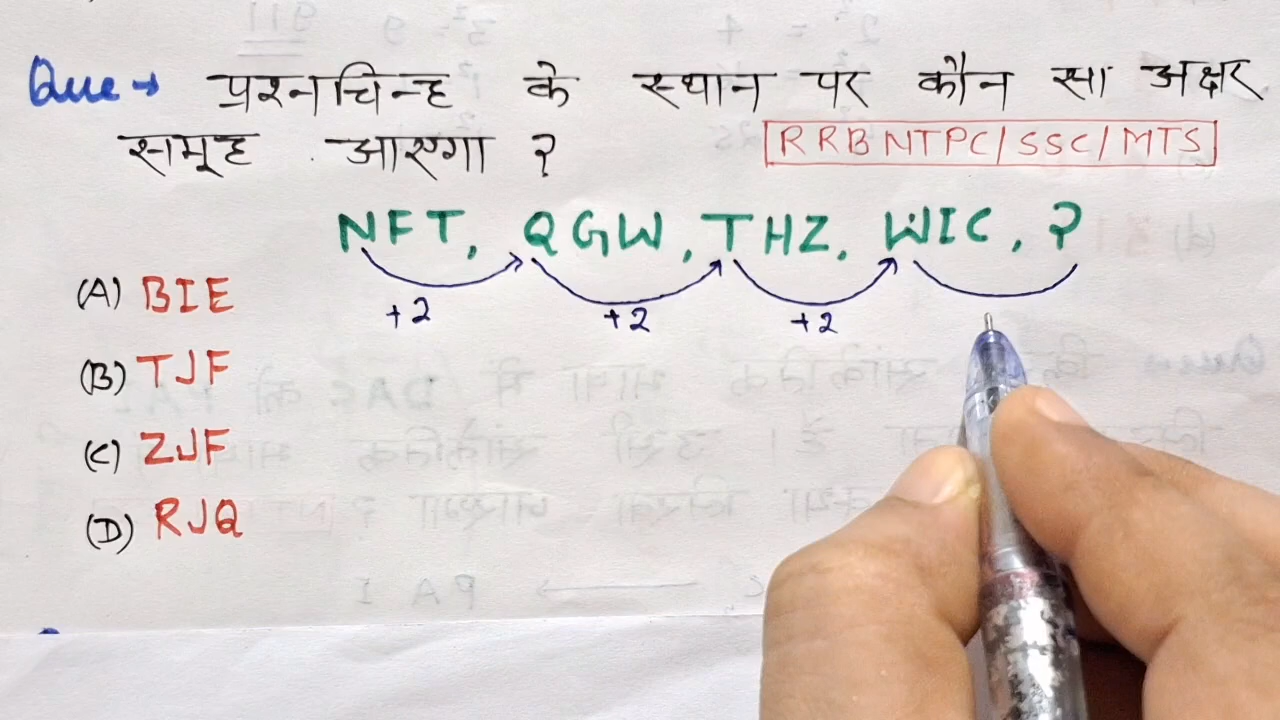 Que→ प्रश्नचिन्ह के स्थान पर कौन सा अक्षर
समूह आएगा ?
RRB NTPC/SSC/MTS
NFT, QGW, THZ, WIC, ?
+2 +2 +2
(A) BIE
(B) TJF
(C) ZJF
(D) RJQ